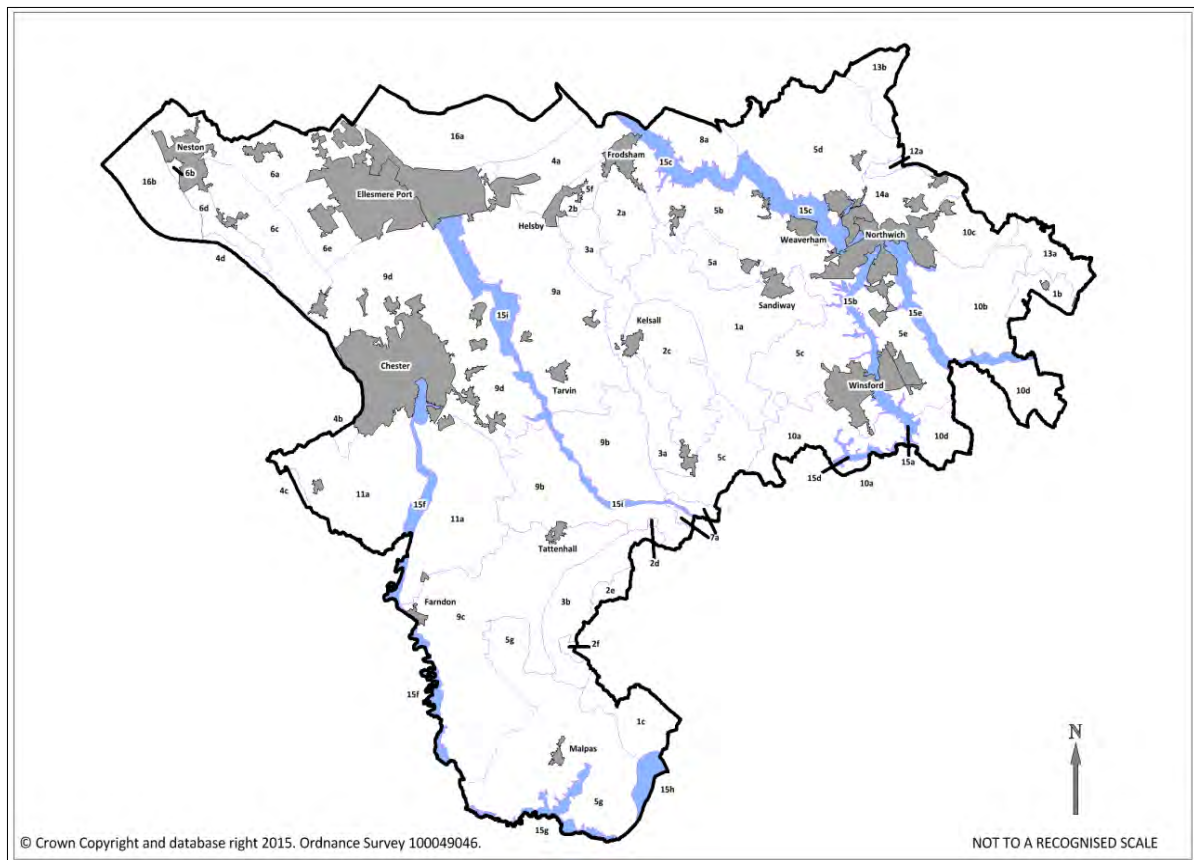 13b
16a
8a
5d
12a
4a
Frodsham
15c
Neston
6a
6b
16b
14a
Ellesmere Port
5f
2b
6d
2a
5b
15c
6c
Helsby
Weaverham
Northwich
10c
6e
3a
4d
13a
5a
9d
1b
9a
Sandiway
15b
15e
10b
15i
Kelsall
1a
5e
2c
5c
Chester
Winsford
9d
Tarvin
10d
4b
10a
10d
9b
3a
5c
15a
15d
10a
4c
11a
9b
15f
15i
11a
7a
Tattenhall
2d
2e
Farndon
3b
9c
5g
2f
15f
1c
N
Malpas
15h
5g
15g
© Crown Copyright and database right 2015. Ordnance Survey 100049046.
NOT TO A RECOGNISED SCALE